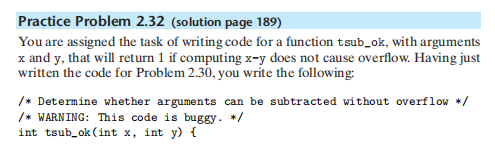 Practice Problem 2.32 (solution page 189)
You are assigned the task of writing code for a function tsub_ok, with arguments
x and y, that will return 1 if computing x-y does not cause overflow. Having just
written the code for Problem 2.30, you write the following:
/* Determine whether arguments can be subtracted without overflow */
/* WARNING: This code is buggy. */
int tsub_ok(int x, int y) {